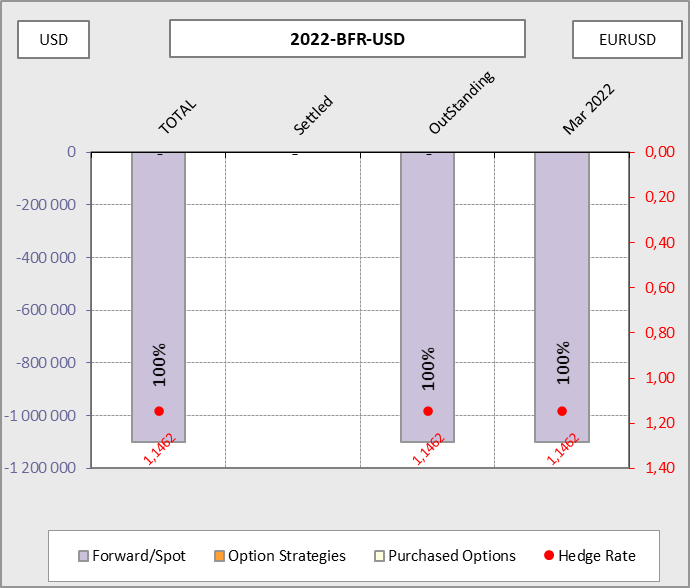 USD
2022-BFR-USD
EURUSD
TOTAL
Settled
OutStanding
Mar 2022
0
-200 000
-400 000
-600 000
-800 000
-1 000 000
-1 200 000
0,00
0,20
0,40
0,60
0,80
1,00
1,20
1,40
100%
100%
100%
1,1462
1,1462
1,1462
Forward/Spot
Option Strategies
Purchased Options
Hedge Rate